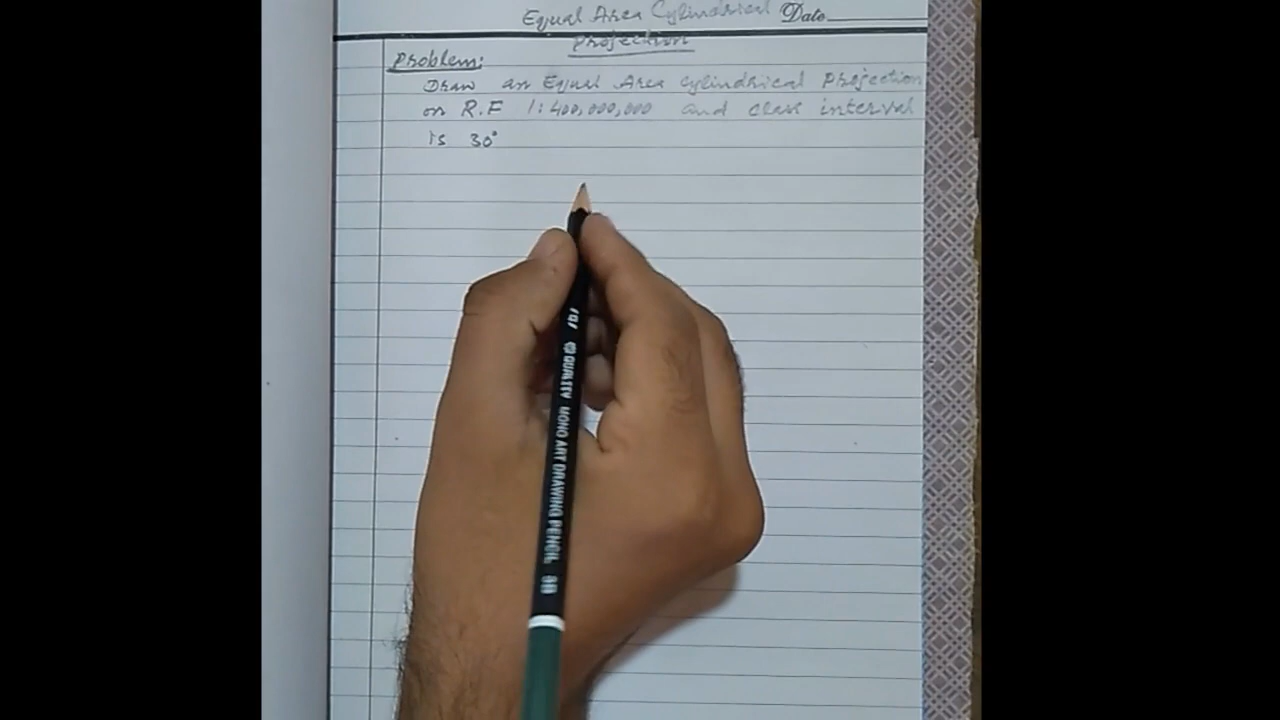 Equal Area Cylindrical Date
Projection
Problem:
Draw an Equal Area Cylindrical Projection
on R.F 1:400,000,000 and class interval
is 30°
QUALITY MONO ART DRAWING PENCIL